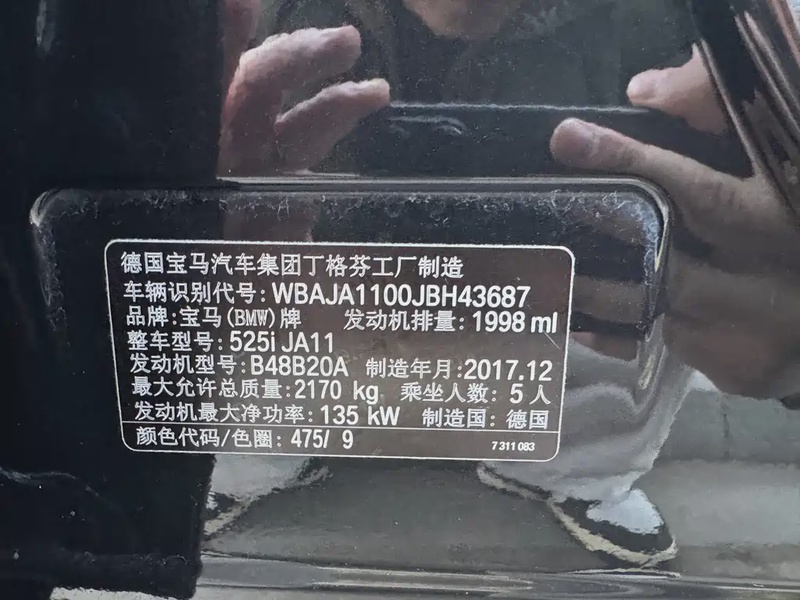 德国宝马汽车集团丁格芬工厂制造
车辆识别代号: WBAJA1100JBH43687
品牌: 宝马(BMW)牌 发动机排量: 1998 ml
整车型号: 525i JA11
发动机型号: B48B20A 制造年月: 2017.12
最大允许总质量: 2170 kg 乘坐人数: 5 人
发动机最大净功率: 135 kW 制造国: 德国
颜色代码/色圈: 475/ 9 7 311 083